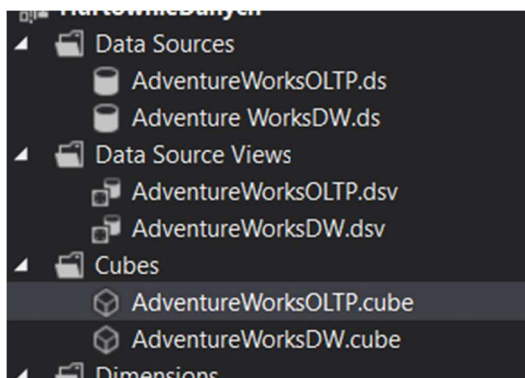 HurtownieDanych
Data Sources
AdventureWorksOLTP.ds
Adventure WorksDW.ds
Data Source Views
AdventureWorksOLTP.dsv
AdventureWorksDW.dsv
Cubes
AdventureWorksOLTP.cube
AdventureWorksDW.cube
Dimensions